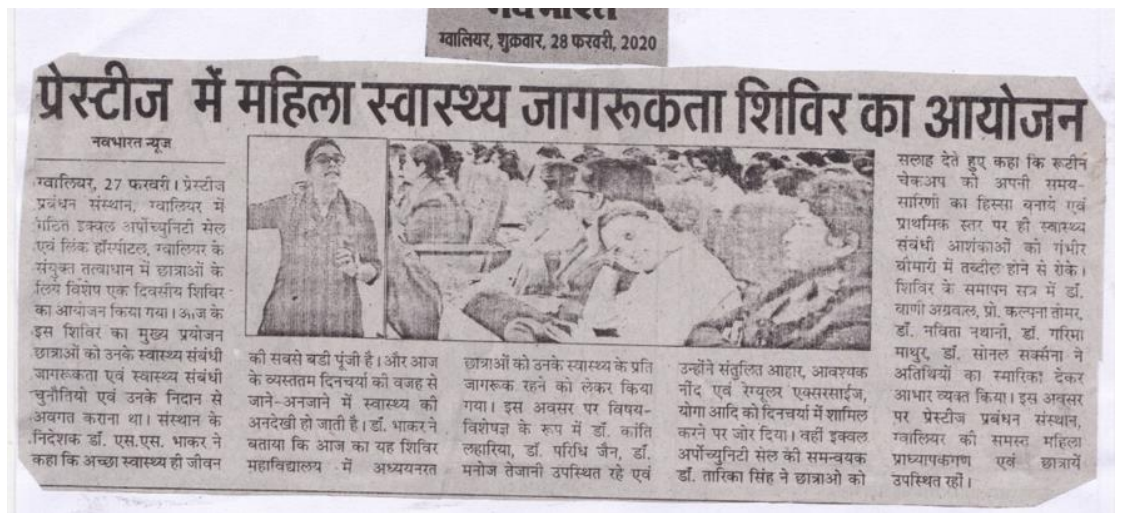 नवभारत
ग्वालियर, शुक्रवार, 28 फरवरी, 2020
प्रेस्टीज में महिला स्वास्थ्य जागरूकता शिविर का आयोजन
नवभारत न्यूज
ग्वालियर, 27 फरवरी। प्रेस्टीज
प्रबंधन संस्थान, ग्वालियर में
गठित इक्वल अर्पोच्युनिटी सेल
एवं लिंक हॉस्पीटल, ग्वालियर के
संयुक्त तत्वाधान में छात्राओं के
लिये विशेष एक दिवसीय शिविर
का आयोजन किया गया। आज के
इस शिविर का मुख्य प्रयोजन
छात्राओं को उनके स्वास्थ्य संबंधी
जागरूकता एवं स्वास्थ्य संबंधी
चुनौतियो एवं उनके निदान से
अवगत कराना था। संस्थान के
निदेशक डॉ. एस.एस. भाकर ने
कहा कि अच्छा स्वास्थ्य ही जीवन
की सबसे बडी पूंजी है। और आज
के व्यस्ततम दिनचर्या की वजह से
जाने-अनजाने में स्वास्थ्य की
अनदेखी हो जाती है। डॉ. भाकर ने
बताया कि आज का यह शिविर
महाविद्यालय में अध्ययनरत
छात्राओं को उनके स्वास्थ्य के प्रति
जागरूक रहने को लेकर किया
गया। इस अवसर पर विषय-
विशेषज्ञ के रूप में डॉ. कांति
लहारिया, डॉ. परिधि जैन, डॉ.
मनोज तेजानी उपस्थित रहे एवं
उन्होंने संतुलित आहार, आवश्यक
नींद एवं रेग्यूलर एक्सरसाईज,
योगा आदि को दिनचर्या में शामिल
करने पर जोर दिया। वहीं इक्वल
अर्पोच्युनिटी सेल की समन्वयक
डॉ. तारिका सिंह ने छात्राओ को
सलाह देते हुए कहा कि रूटीन
चेकअप को अपनी समय-
सारिणी का हिस्सा बनाये एवं
प्राथमिक स्तर पर ही स्वास्थ्य
संबंधी आशंकाओं को गंभीर
बीमारी में तब्दील होने से रोके।
शिविर के समापन सत्र में डॉ.
वाणी अग्रवाल, प्रो. कल्पना तोमर,
डॉ. नविता नथानी, डॉ. गरिमा
माथुर, डॉ. सोनल सक्सेना ने
अतिथियों का स्मारिका देकर
आभार व्यक्त किया। इस अवसर
पर प्रेस्टीज प्रबंधन संस्थान,
ग्वालियर की समस्त महिला
प्राध्यापकगण एवं छात्रायें
उपस्थित रहीं।